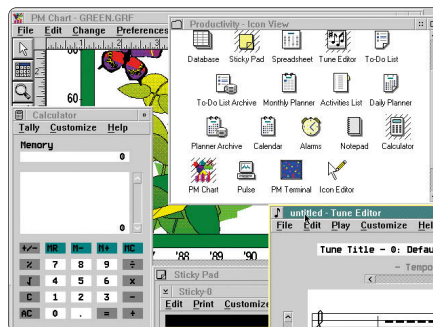 PM Chart - GREEN.GRF
File Edit Change Preferences
60
Productivity - Icon View
Database Sticky Pad Spreadsheet Tune Editor To-Do List
To-Do List Archive Monthly Planner Activities List Daily Planner
Planner Archive Calendar Alarms Notepad Calculator
PM Chart Pulse PM Terminal Icon Editor
Calculator
Tally Customize Help
Memory
0
0
+/- MR M- M+ MC
% 7 8 9 ÷
√ 4 5 6 x
C 1 2 3 -
AC 0 . = +
'88 '89 '90
Sticky Pad
Sticky-0
Edit Print Customize
untitled - Tune Editor
File Edit Play Customize Hel
Tune Title - 0: Defau
- Tempo